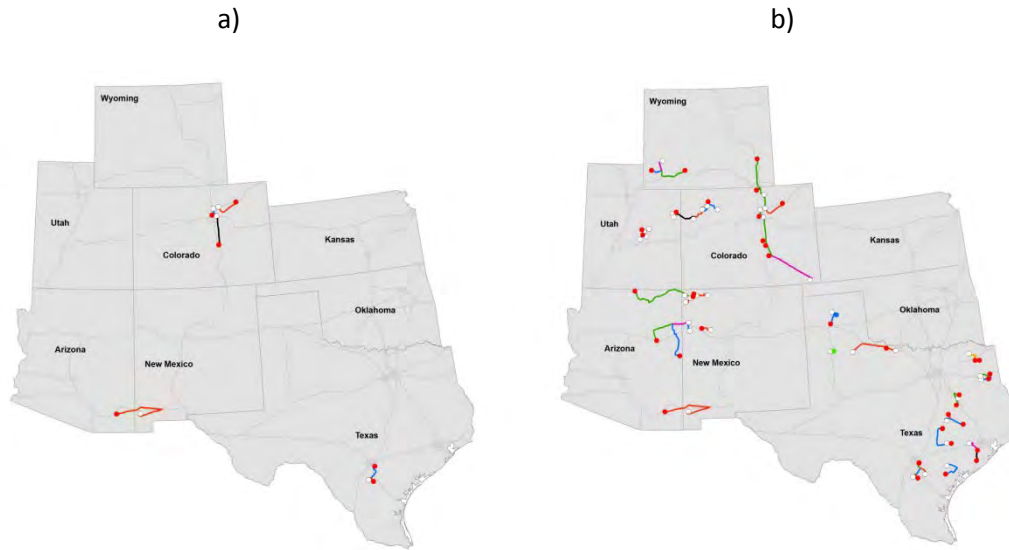 a)
b)
Wyoming
Utah
Colorado
Kansas
Oklahoma
Arizona
New Mexico
Texas
Wyoming
Utah
Colorado
Kansas
Oklahoma
Arizona
New Mexico
Texas